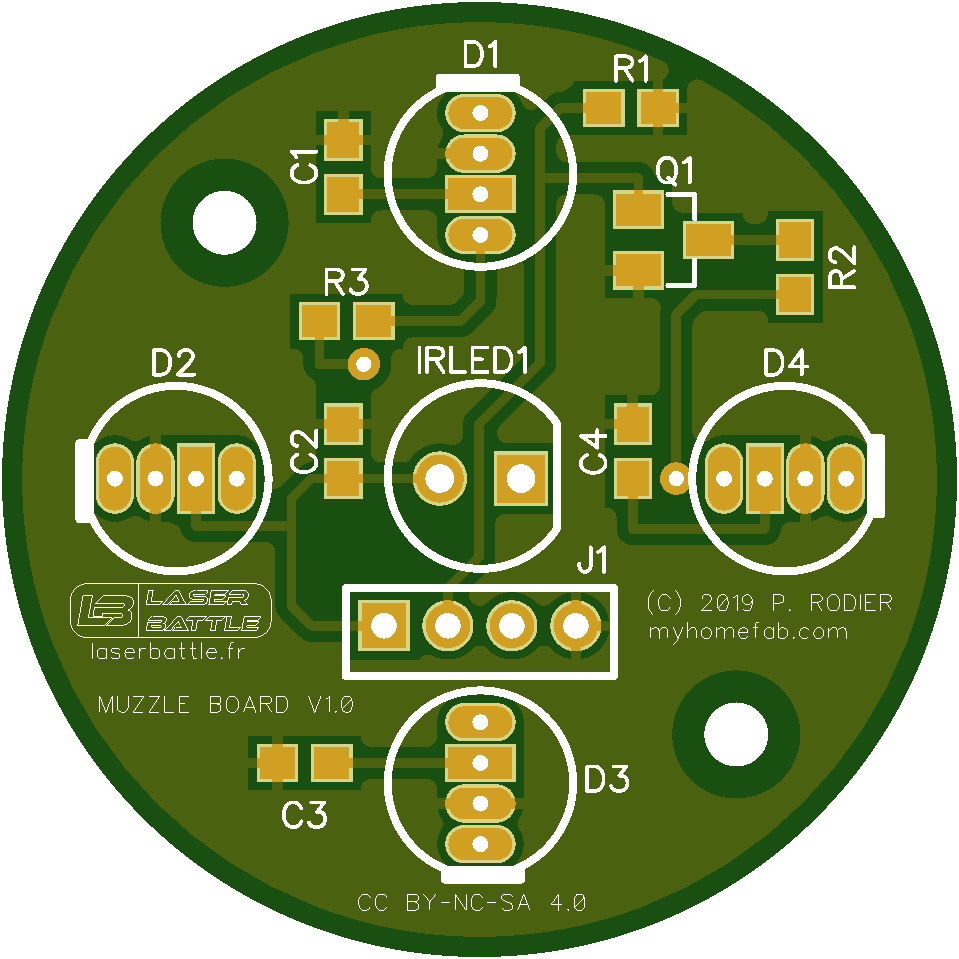 D1
R1
C1
Q1
R2
R3
D2
IRLED1
D4
C2
C4
J1
LB LASER
BATTLE
laserbattle.fr
(C) 2019 P. RODIER
myhomefab.com
MUZZLE BOARD V1.0
D3
C3
CC BY-NC-SA 4.0